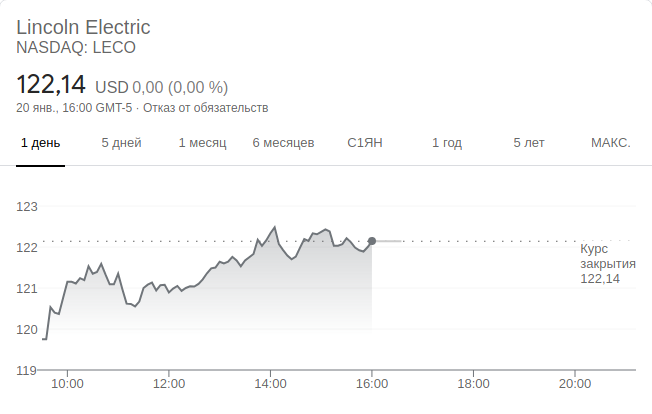 Lincoln Electric
NASDAQ: LECO
122,14 USD 0,00 (0,00 %)
20 янв., 16:00 GMT-5 · Отказ от обязательств
1 день 5 дней 1 месяц 6 месяцев С1ЯН 1 год 5 лет МАКС.
123
122
121
120
119
Курс
закрытия
122,14
10:00 12:00 14:00 16:00 18:00 20:00